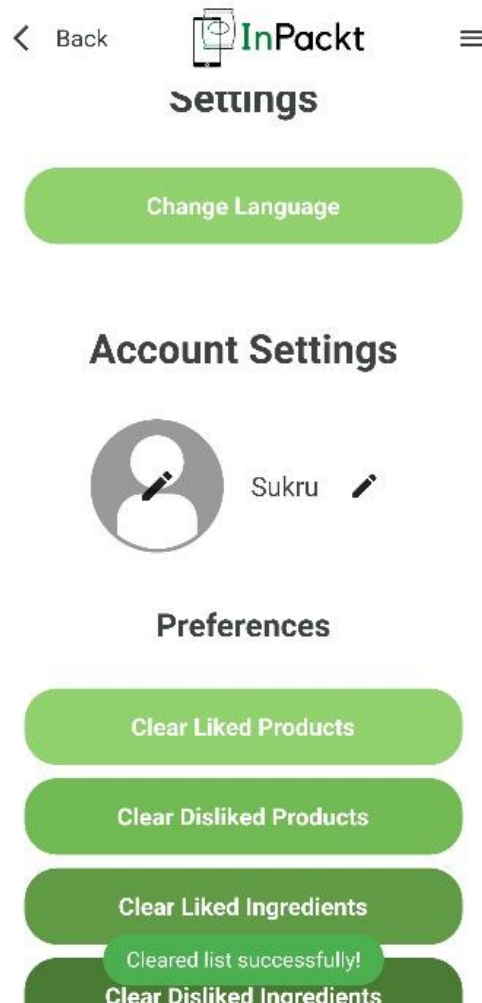 Back
InPackt
Settings
Change Language
Account Settings
Sukru
Preferences
Clear Liked Products
Clear Disliked Products
Clear Liked Ingredients
Cleared list successfully!
Clear Disliked Ingredients